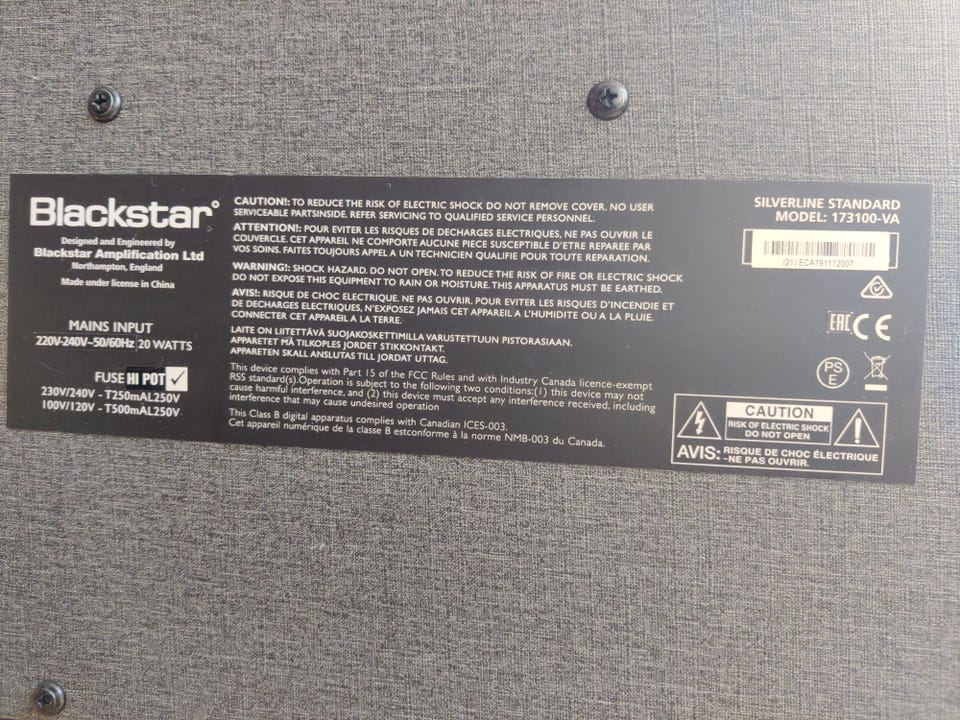 Blackstar
Designed and Engineered by
Blackstar Amplification Ltd
Northampton, England
Made under license in China
MAINS INPUT
220V-240V~50/60Hz 20 WATTS
FUSE HI POT
230V/240V - T250mAL250V
100V/120V - T500mAL250V
CAUTION!: TO REDUCE THE RISK OF ELECTRIC SHOCK DO NOT REMOVE COVER. NO USER
SERVICEABLE PARTSINSIDE. REFER SERVICING TO QUALIFIED SERVICE PERSONNEL.
ATTENTION!: POUR EVITER LES RISQUES DE DECHARGES ELECTRIQUES, NE PAS OUVRIR LE
COUVERCLE. CET APPAREIL NE COMPORTE AUCUNE PIECE SUSCEPTIBLE D'ETRE REPAREE PAR
VOS SOINS. FAITES TOUJOURS APPEL A UN TECHNICIEN QUALIFIE POUR TOUTE REPARATION.
WARNING!: SHOCK HAZARD. DO NOT OPEN. TO REDUCE THE RISK OF FIRE OR ELECTRIC SHOCK
DO NOT EXPOSE THIS EQUIPMENT TO RAIN OR MOISTURE. THIS APPARATUS MUST BE EARTHED.
AVIS!: RISQUE DE CHOC ELECTRIQUE. NE PAS OUVRIR. POUR EVITER LES RISQUES D'INCENDIE ET
DE DECHARGES ELECTRIQUES, N'EXPOSEZ JAMAIS CET APPAREIL A L'HUMIDITE OU A LA PLUIE.
CONNECTER CET APPAREIL A LA TERRE.
LAITE ON LIITETTÄVÄ SUOJAKOSKETTIMILLA VARUSTETTUUN PISTORASIAAN.
APPARETET MÅ TILKOPLES JORDET STIKKONTAKT.
APPARETEN SKALL ANSLUTAS TILL JORDAT UTTAG.
This device complies with Part 15 of the FCC Rules and with Industry Canada licence-exempt
RSS standard(s).Operation is subject to the following two conditions;(1) this device may not
cause harmful interference, and (2) this device must accept any interference received, including
interference that may cause undesired operation
This Class B digital apparatus complies with Canadian ICES-003.
Cet appareil numérique de la classe B estconforme à la norme NMB-003 du Canada.
SILVERLINE STANDARD
MODEL: 173100-VA
(21) ECA191112007
EAC CE
PS
E
CAUTION
RISK OF ELECTRIC SHOCK
DO NOT OPEN
AVIS: RISQUE DE CHOC ÉLECTRIQUE
-NE PAS OUVRIR.